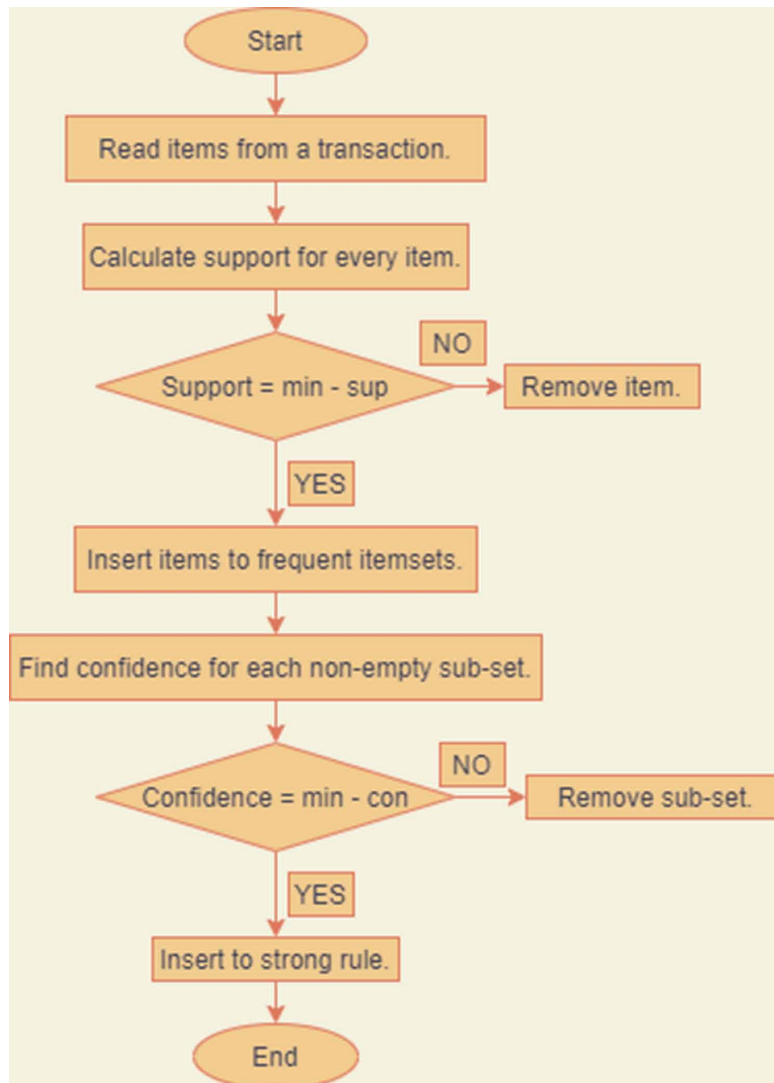 Start
Read items from a transaction.
Calculate support for every item.
NO
Support = min - sup
Remove item.
YES
Insert items to frequent itemsets.
Find confidence for each non-empty sub-set.
NO
Confidence = min - con
Remove sub-set.
YES
Insert to strong rule.
End